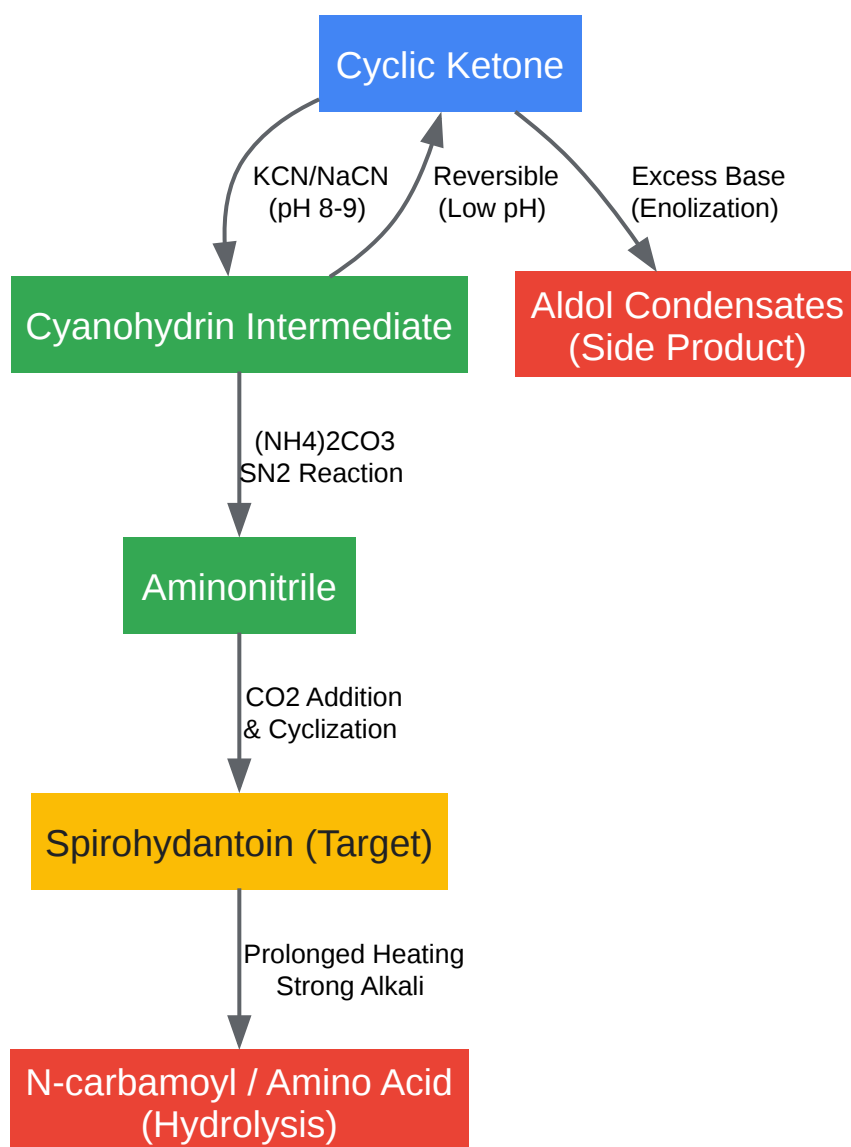 Cyclic Ketone
KCN/NaCN
(pH 8-9)
Reversible
(Low pH)
Excess Base
(Enolization)
Cyanohydrin Intermediate
Aldol Condensates
(Side Product)
(NH4)2CO3
SN2 Reaction
Aminonitrile
CO2 Addition
& Cyclization
Spirohydantoin (Target)
Prolonged Heating
Strong Alkali
N-carbamoyl / Amino Acid
(Hydrolysis)